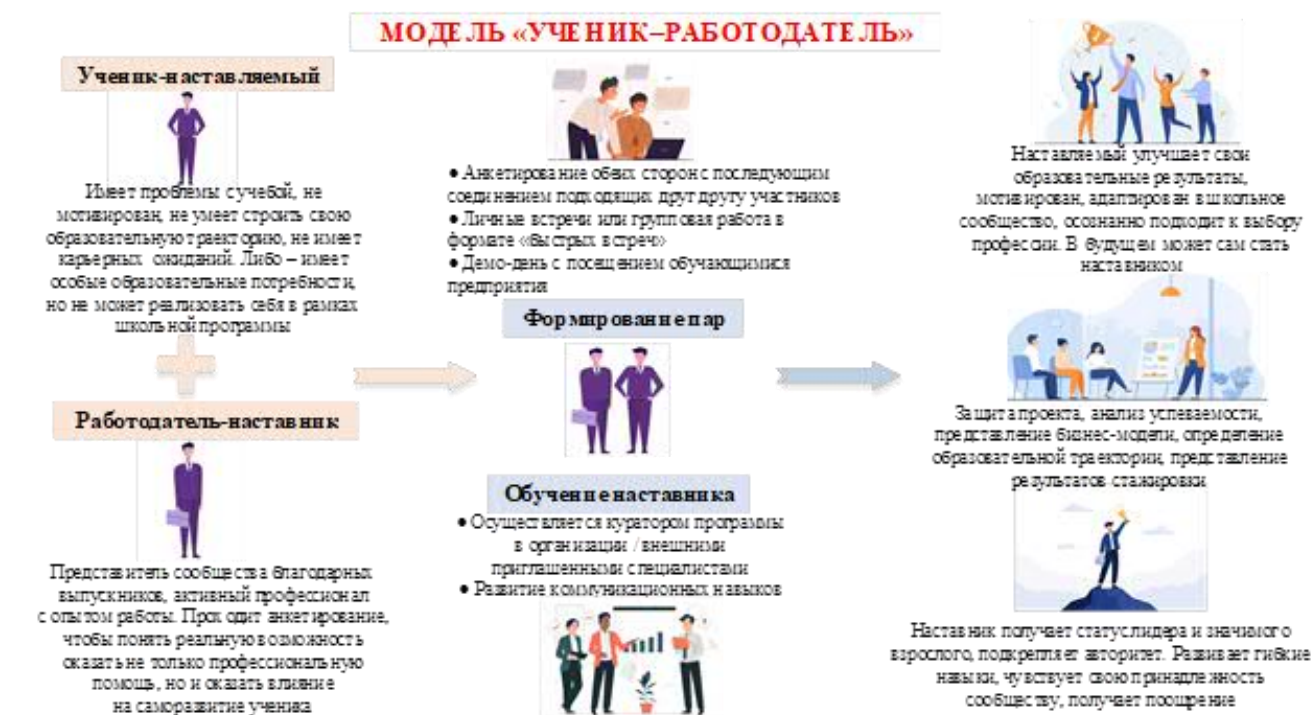 МОДЕЛЬ «УЧЕНИК–РАБОТОДАТЕЛЬ»
Ученик-наставляемый
Имеет проблемы с учебой, не
мотивирован, не умеет строить свою
образовательную траекторию, не имеет
карьерных ожиданий. Либо – имеет
особые образовательные потребности,
но не может реализовать себя в рамках
школьной программы
Работодатель-наставник
Представитель сообщества благодарных
выпускников, активный профессионал
с опытом работы. Проходит анкетирование,
чтобы понять реальную возможность
оказать не только профессиональную
помощь, но и оказать влияние
на саморазвитие ученика
● Анкетирование обеих сторон с последующим
соединением подходящих друг другу участников
● Личные встречи или групповая работа в
формате «быстрых встреч»
● Демо-день с посещением обучающимися
предприятия
Формирование пар
Обучение наставника
● Осуществляется куратором программы
в организации / внешними
приглашенными специалистами
● Развитие коммуникационных навыков
Наставляемый улучшает свои
образовательные результаты,
мотивирован, адаптирован в школьное
сообщество, осознанно подходит к выбору
профессии. В будущем может сам стать
наставником
Защита проекта, анализ успеваемости,
представление бизнес-модели, определение
образовательной траектории, представление
результатов стажировки
Наставник получает статус лидера и значимого
взрослого, подкрепляет авторитет. Развивает гибкие
навыки, чувствует свою принадлежность
сообществу, получает поощрение